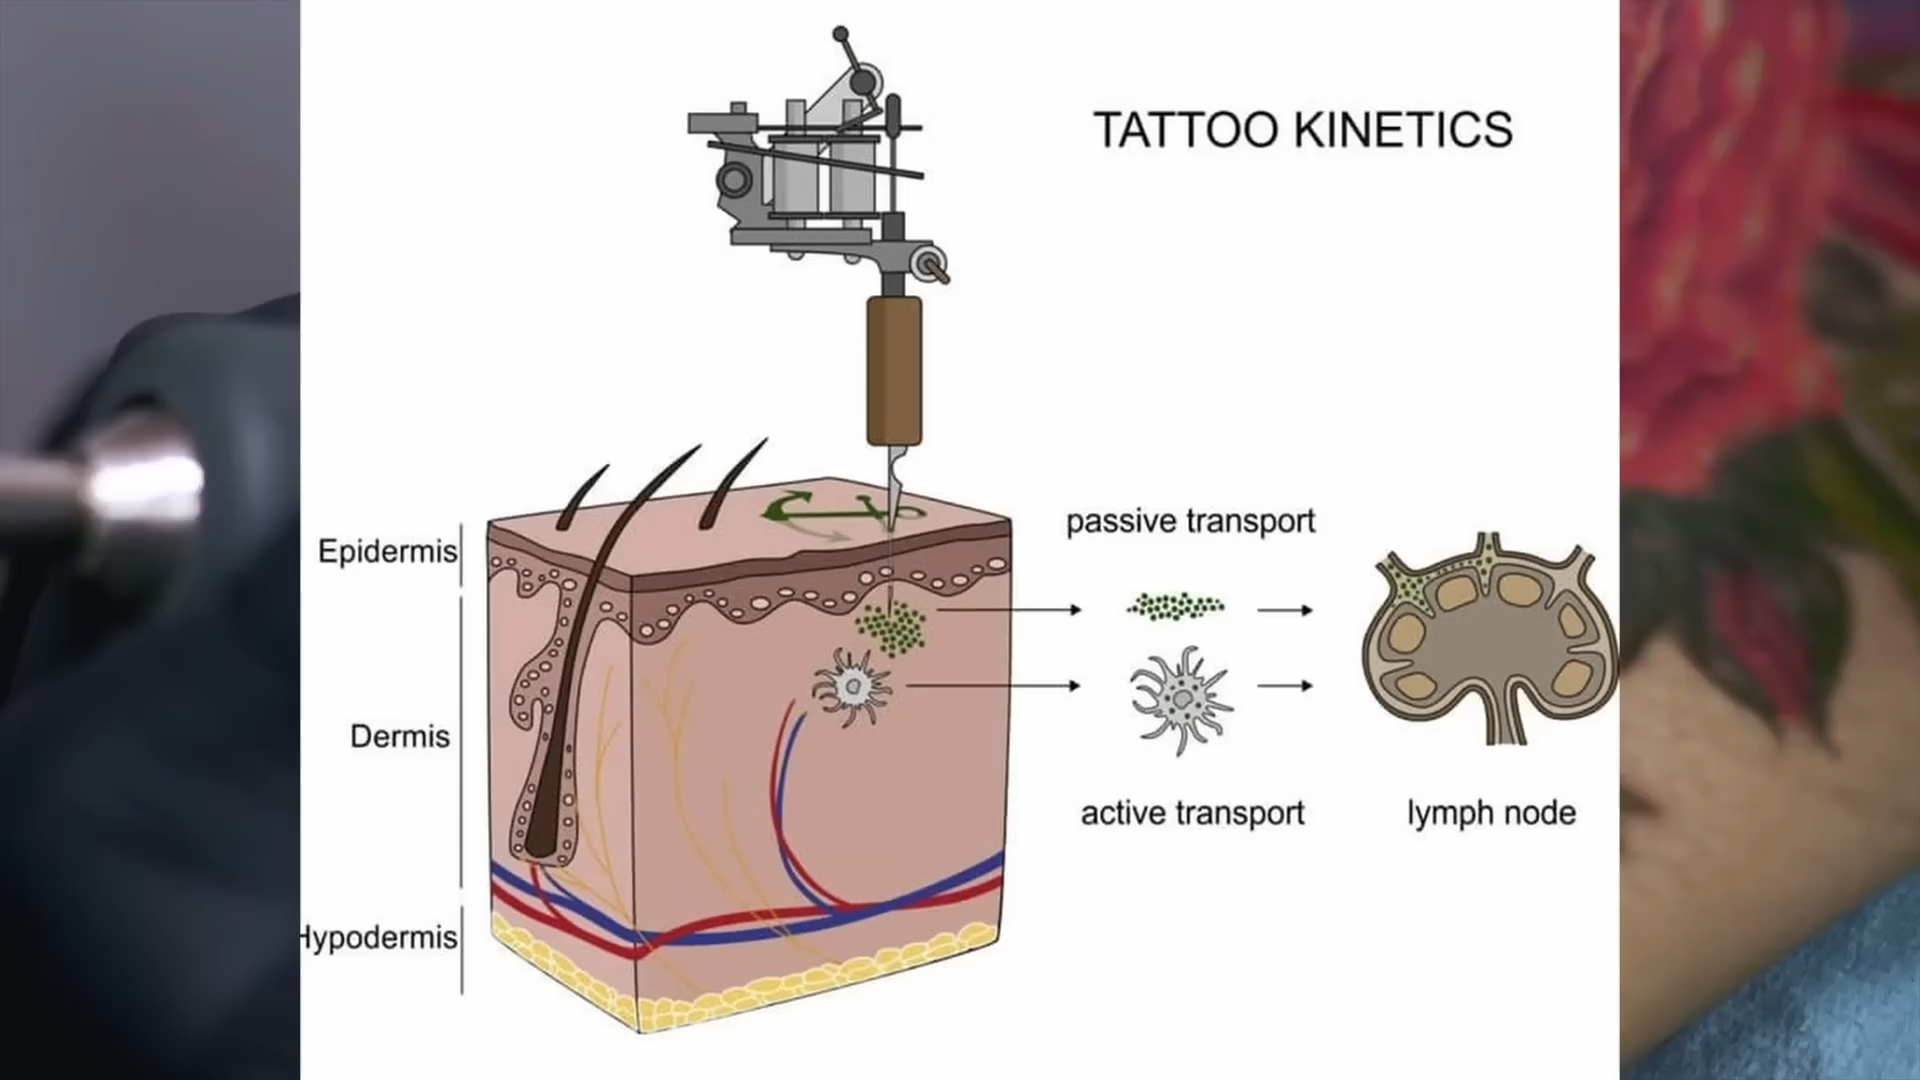 TATTOO KINETICS
Epidermis
Dermis
Hypodermis
passive transport
active transport
lymph node